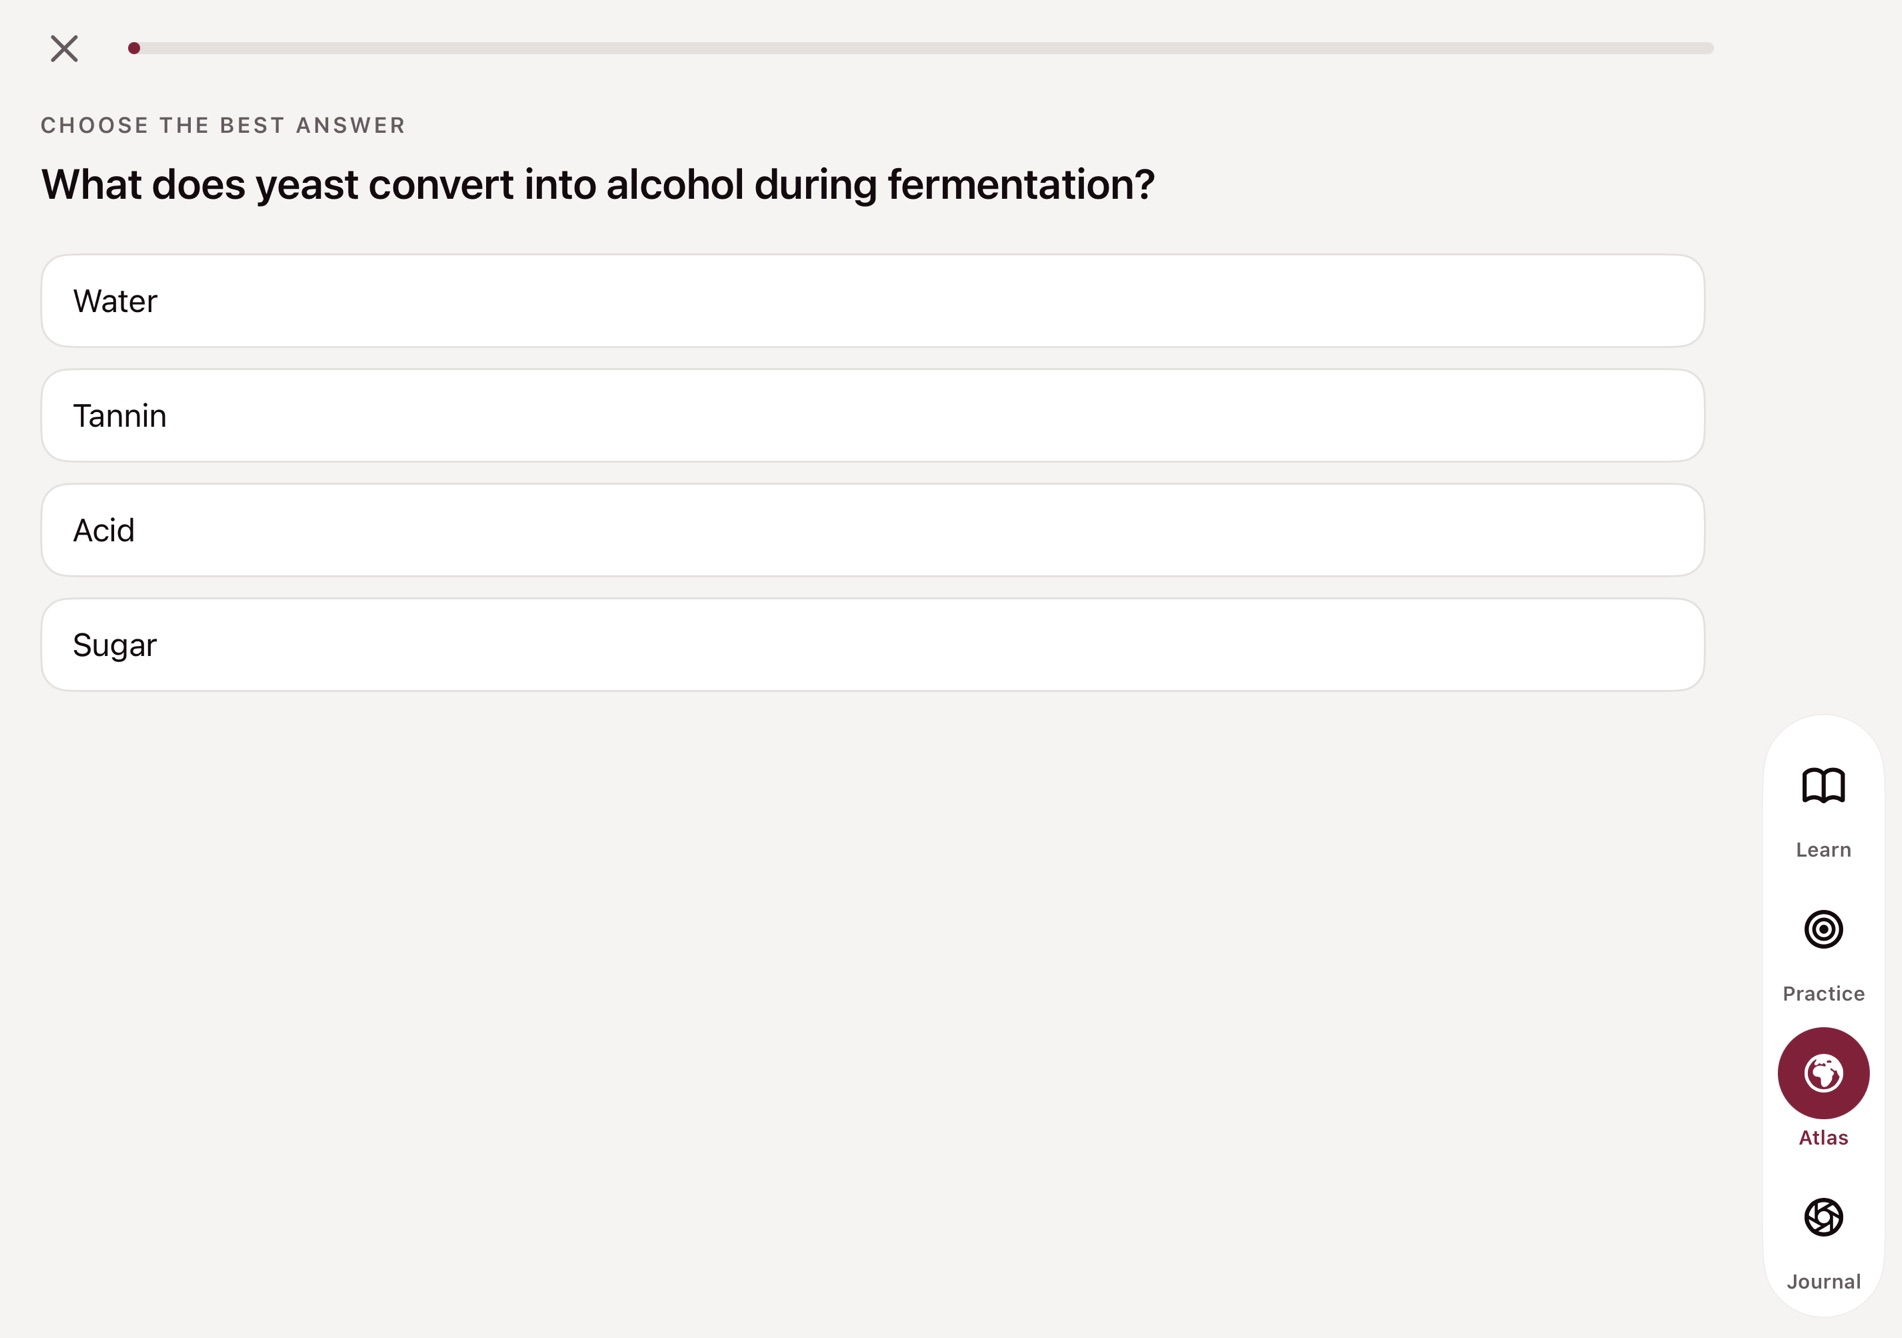 CHOOSE THE BEST ANSWER
What does yeast convert into alcohol during fermentation?
Water
Tannin
Acid
Sugar
Learn
Practice
Atlas
Journal